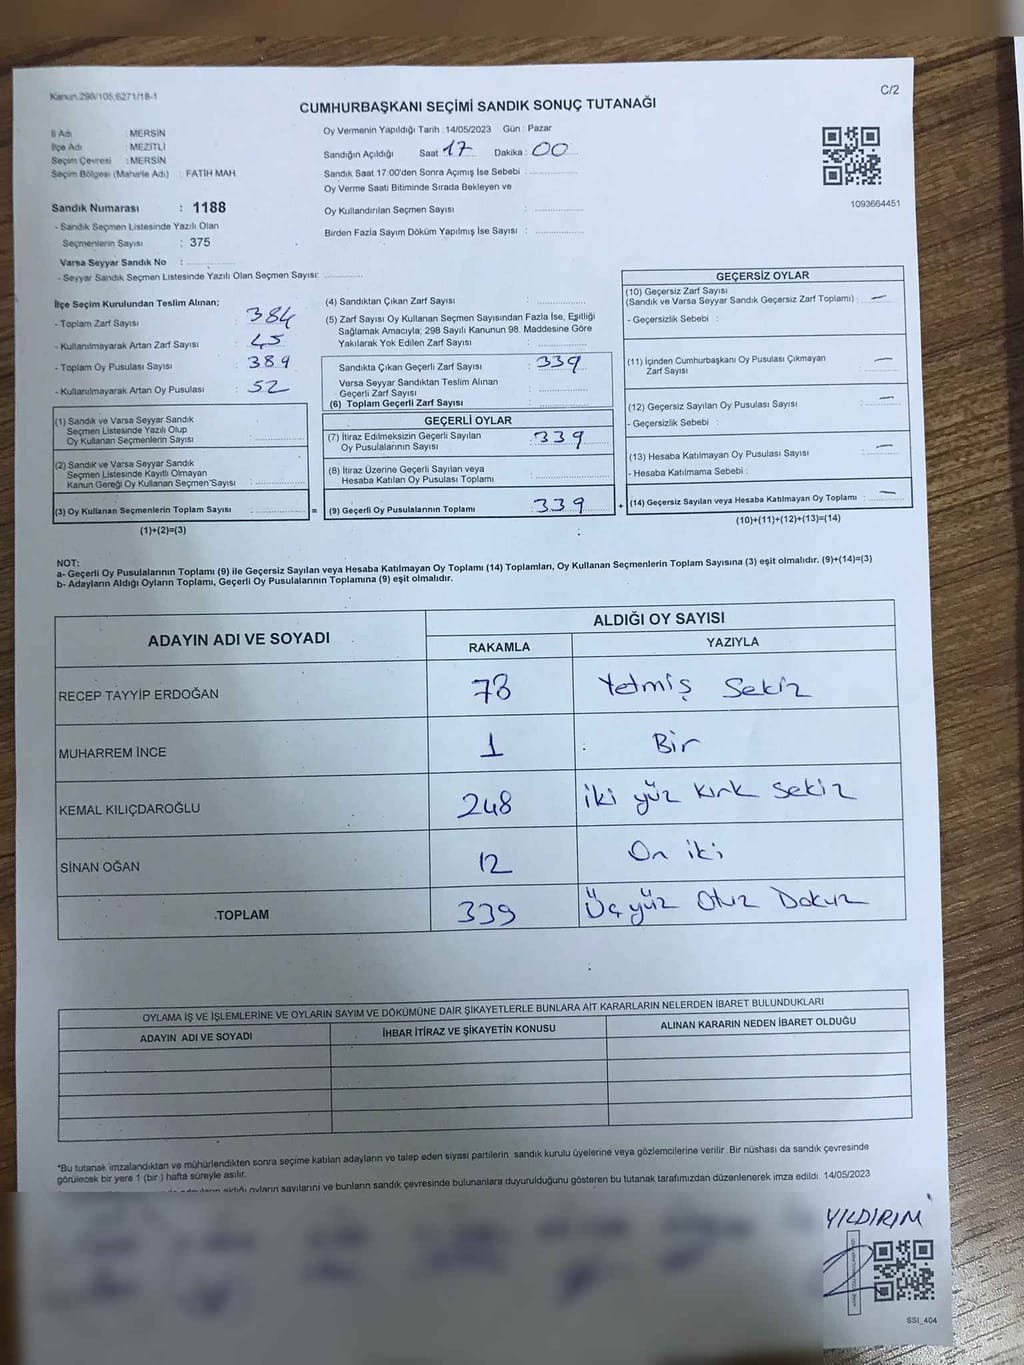 Kanun,298/105,6271/18-1
C/2
CUMHURBAŞKANI SEÇİMİ SANDIK SONUÇ TUTANAĞI
İl Adı : MERSİN
İlçe Adı : MEZİTLİ
Seçim Çevresi : MERSİN
Seçim Bölgesi (Mahalle Adı) : FATİH MAH.
Sandık Numarası : 1188
- Sandık Seçmen Listesinde Yazılı Olan
Seçmenlerin Sayısı : 375
Varsa Seyyar Sandık No :
- Seyyar Sandık Seçmen Listesinde Yazılı Olan Seçmen Sayısı:
Oy Vermenin Yapıldığı Tarih : 14/05/2023 Gün : Pazar
Sandığın Açıldığı Saat 17 Dakika : 00
Sandık Saat 17:00'den Sonra Açımış İse Sebebi :
Oy Verme Saati Bitiminde Sırada Bekleyen ve
Oy Kullandırılan Seçmen Sayısı :
Birden Fazla Sayım Döküm Yapılmış İse Sayısı :
1093664451
İlçe Seçim Kurulundan Teslim Alınan;
- Toplam Zarf Sayısı : 384
- Kullanılmayarak Artan Zarf Sayısı : 45
- Toplam Oy Pusulası Sayısı : 389
- Kullanılmayarak Artan Oy Pusulası : 52
(1) Sandık ve Varsa Seyyar Sandık
Seçmen Listesinde Yazılı Olup
Oy Kullanan Seçmenlerin Sayısı :
(2) Sandık ve Varsa Seyyar Sandık
Seçmen Listesinde Kayıtlı Olmayan
Kanun Gereği Oy Kullanan Seçmen Sayısı :
(3) Oy Kullanan Seçmenlerin Toplam Sayısı : =
(1)+(2)=(3)
(4) Sandıktan Çıkan Zarf Sayısı :
(5) Zarf Sayısı Oy Kullanan Seçmen Sayısından Fazla İse, Eşitliği
Sağlamak Amacıyla; 298 Sayılı Kanunun 98. Maddesine Göre
Yakılarak Yok Edilen Zarf Sayısı :
Sandıkta Çıkan Geçerli Zarf Sayısı : 339
Varsa Seyyar Sandıktan Teslim Alınan
Geçerli Zarf Sayısı :
(6) Toplam Geçerli Zarf Sayısı :
GEÇERLİ OYLAR
(7) İtiraz Edilmeksizin Geçerli Sayılan
Oy Pusulalarının Sayısı : 339
(8) İtiraz Üzerine Geçerli Sayılan veya
Hesaba Katılan Oy Pusulası Toplamı :
(9) Geçerli Oy Pusulalarının Toplamı : 339 +
GEÇERSİZ OYLAR
(10) Geçersiz Zarf Sayısı
(Sandık ve Varsa Seyyar Sandık Geçersiz Zarf Toplamı) : —
- Geçersizlik Sebebi :
(11) İçinden Cumhurbaşkanı Oy Pusulası Çıkmayan
Zarf Sayısı : —
(12) Geçersiz Sayılan Oy Pusulası Sayısı : —
- Geçersizlik Sebebi :
(13) Hesaba Katılmayan Oy Pusulası Sayısı : —
- Hesaba Katılmama Sebebi :
(14) Geçersiz Sayılan veya Hesaba Katılmayan Oy Toplamı : —
(10)+(11)+(12)+(13)=(14)
NOT:
a- Geçerli Oy Pusulalarının Toplamı (9) ile Geçersiz Sayılan veya Hesaba Katılmayan Oy Toplamı (14) Toplamları, Oy Kullanan Seçmenlerin Toplam Sayısına (3) eşit olmalıdır. (9)+(14)=(3)
b- Adayların Aldığı Oyların Toplamı, Geçerli Oy Pusulalarının Toplamına (9) eşit olmalıdır.
ADAYIN ADI VE SOYADI
ALDIĞI OY SAYISI
RAKAMLA YAZIYLA
RECEP TAYYİP ERDOĞAN 78 Yetmiş Sekiz
MUHARREM İNCE 1 Bir
KEMAL KILIÇDAROĞLU 248 iki yüz kırk sekiz
SİNAN OĞAN 12 On iki
TOPLAM 339 Üç yüz Otuz Dokuz
OYLAMA İŞ VE İŞLEMLERİNE VE OYLARIN SAYIM VE DÖKÜMÜNE DAİR ŞİKAYETLERLE BUNLARA AİT KARARLARIN NELERDEN İBARET BULUNDUKLARI
ADAYIN ADI VE SOYADI İHBAR İTİRAZ VE ŞİKAYETİN KONUSU ALINAN KARARIN NEDEN İBARET OLDUĞU
*Bu tutanak imzalandıktan ve mühürlendikten sonra seçime katılan adayların ve talep eden siyasi partilerin sandık kurulu üyelerine veya gözlemcilerine verilir. Bir nüshası da sandık çevresinde
görülecek bir yere 1 (bir) hafta süreyle asılır.
aldığı oyların sayılarını ve bunların sandık çevresinde bulunanlara duyurulduğunu gösteren bu tutanak tarafımızdan düzenlenerek imza edildi. 14/05/2023
YILDIRIM
SSI_404